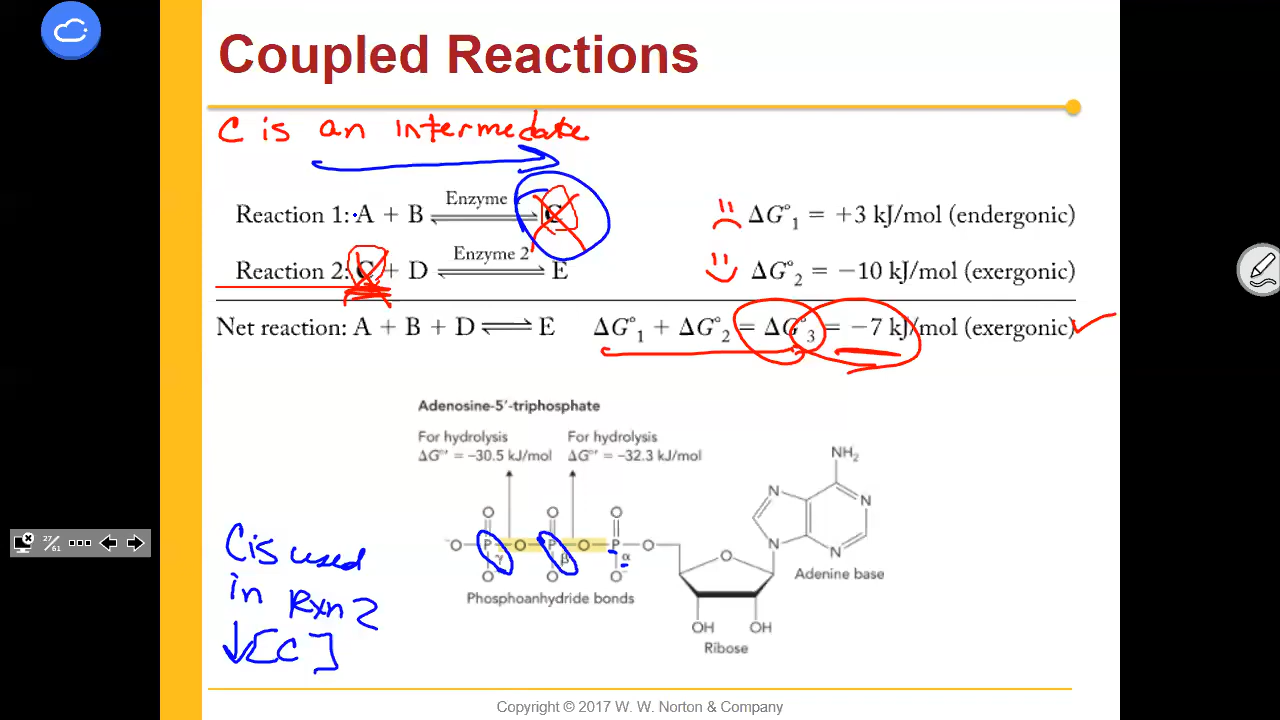 Coupled Reactions
C is an intermediate
Reaction 1: A + B ⇌ C
Enzyme
ΔG°1 = +3 kJ/mol (endergonic)
Reaction 2: C + D ⇌ E
Enzyme 2
ΔG°2 = −10 kJ/mol (exergonic)
Net reaction: A + B + D ⇌ E
ΔG°1 + ΔG°2 = ΔG°3 = −7 kJ/mol (exergonic)
Adenosine-5′-triphosphate
For hydrolysis
ΔG°′ = −30.5 kJ/mol
For hydrolysis
ΔG°′ = −32.3 kJ/mol
NH2
N
N
N
N
O O O
−O P O P O P O
γ β α
O− O− O−
O
Adenine base
Phosphoanhydride bonds
OH OH
Ribose
C is used
in Rxn 2
↓[C]
27/61
Copyright © 2017 W. W. Norton & Company